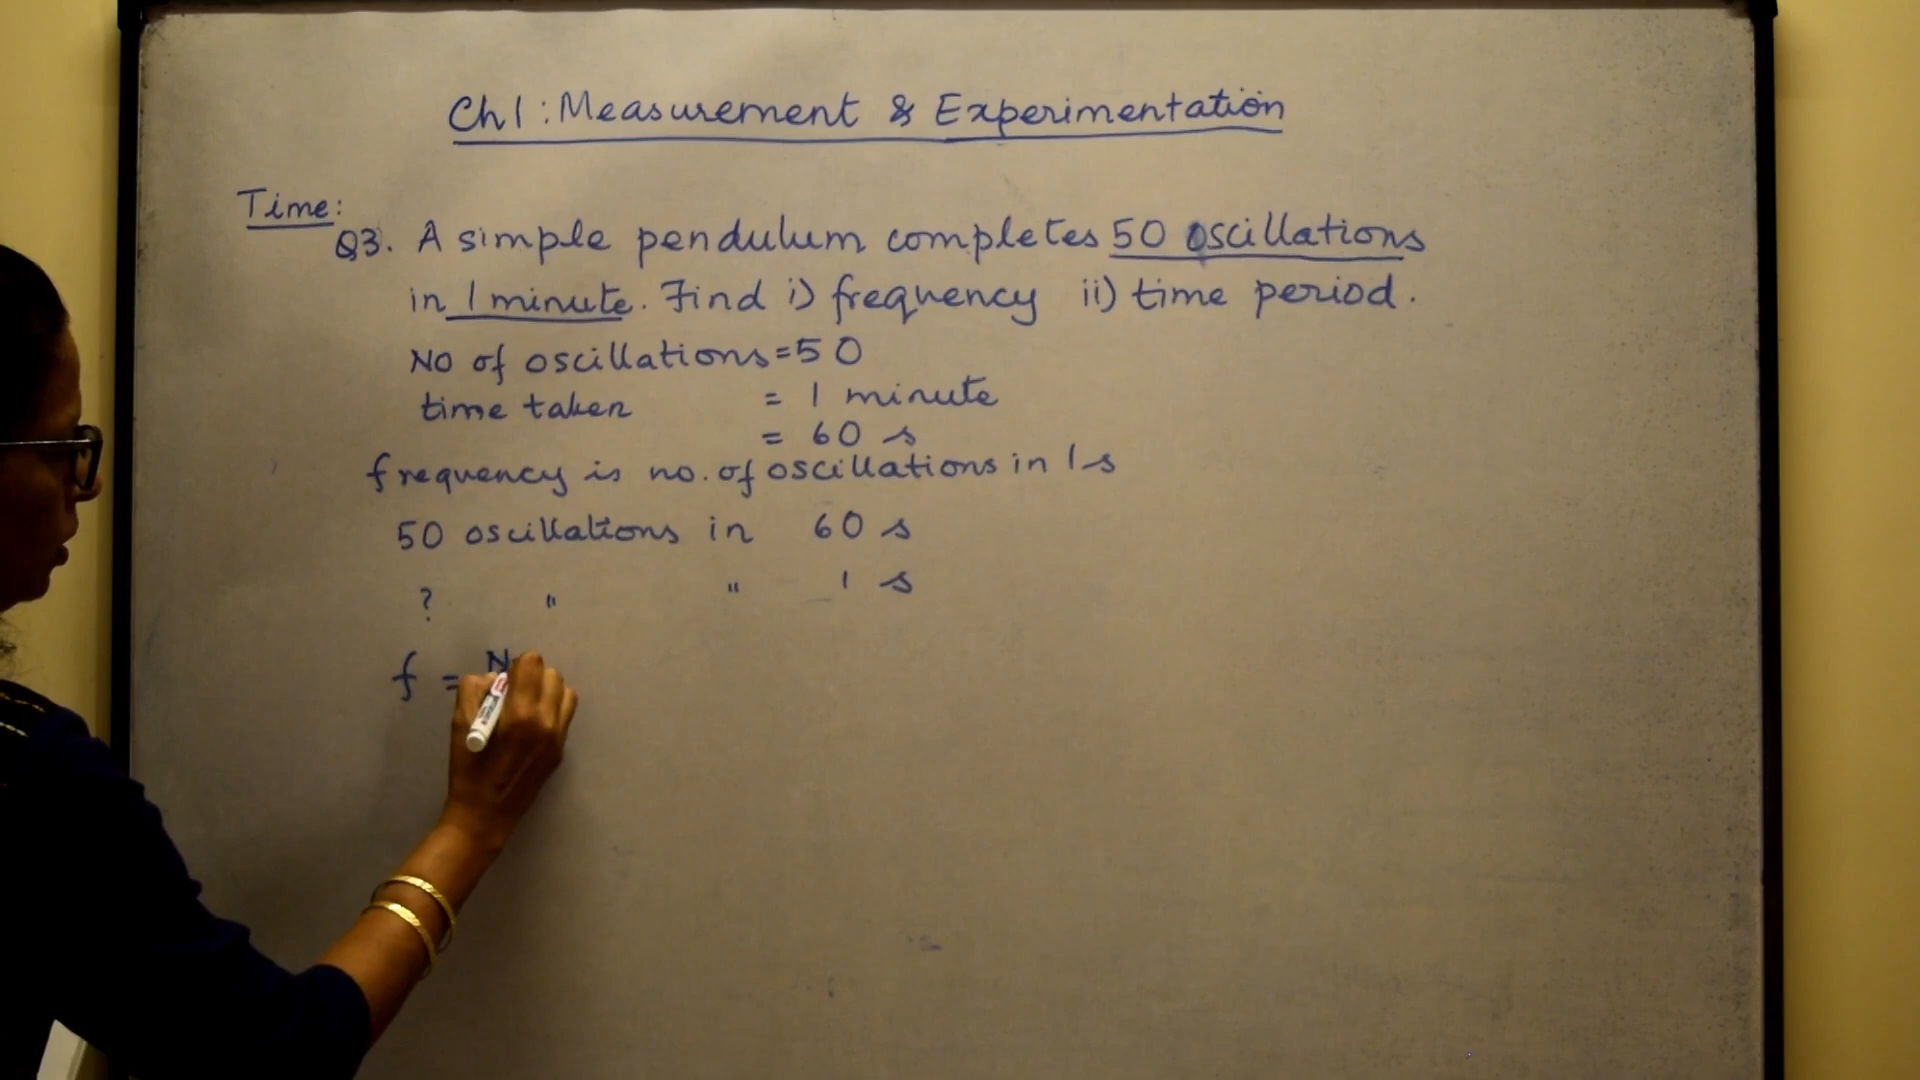 Ch1: Measurement & Experimentation
Time:
Q3. A simple pendulum completes 50 oscillations
in 1 minute. Find i) frequency ii) time period.
No of oscillations = 50
time taken = 1 minute
= 60 s
frequency is no. of oscillations in 1s
50 oscillations in 60 s
? " " 1 s
f = N